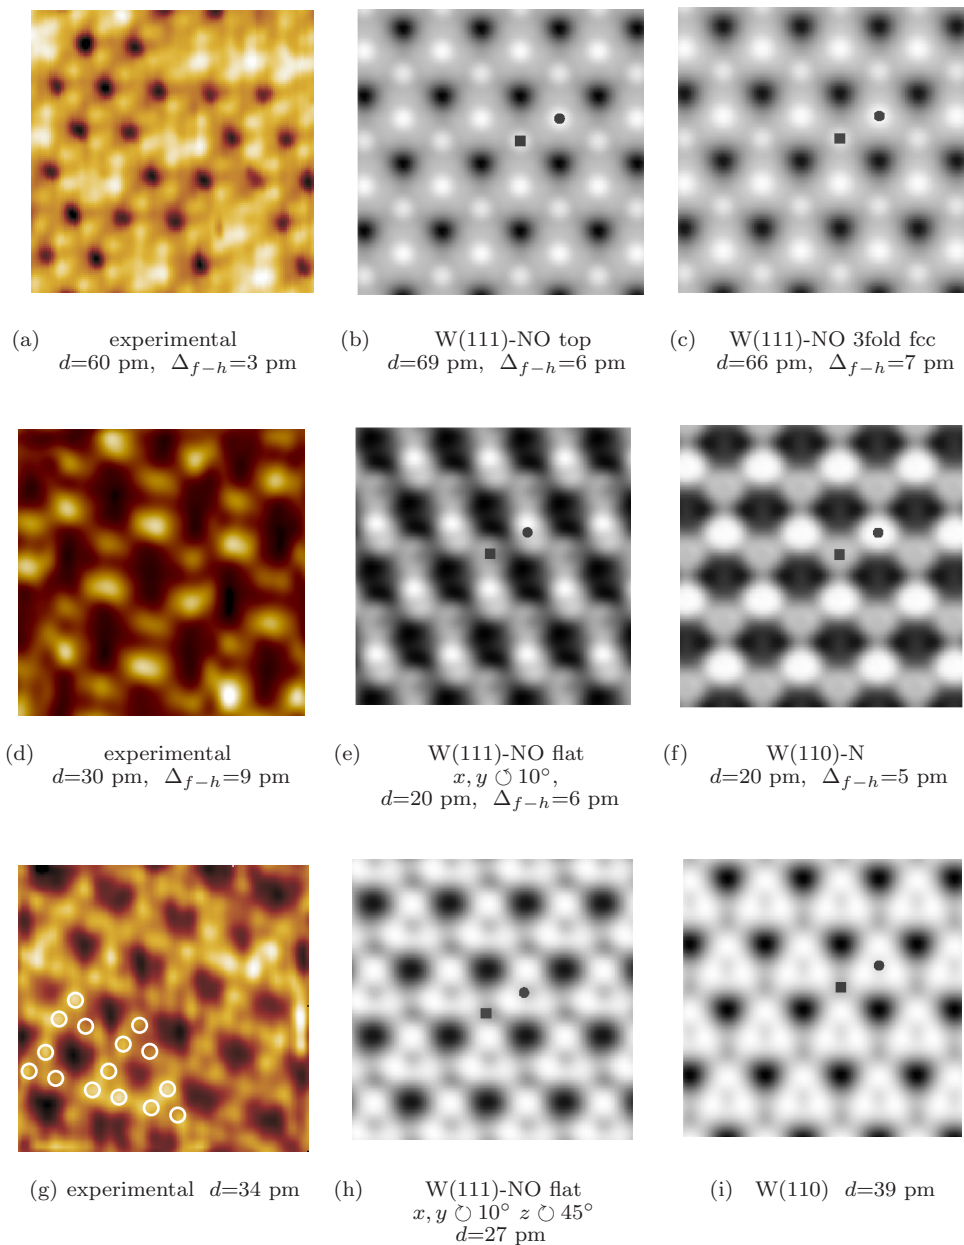 (a) experimental
d=60 pm, Δf−h=3 pm
(b) W(111)-NO top
d=69 pm, Δf−h=6 pm
(c) W(111)-NO 3fold fcc
d=66 pm, Δf−h=7 pm
(d) experimental
d=30 pm, Δf−h=9 pm
(e) W(111)-NO flat
x, y ↺ 10°,
d=20 pm, Δf−h=6 pm
(f) W(110)-N
d=20 pm, Δf−h=5 pm
(g) experimental d=34 pm
(h) W(111)-NO flat
x, y ↻ 10° z ↻ 45°
d=27 pm
(i) W(110) d=39 pm